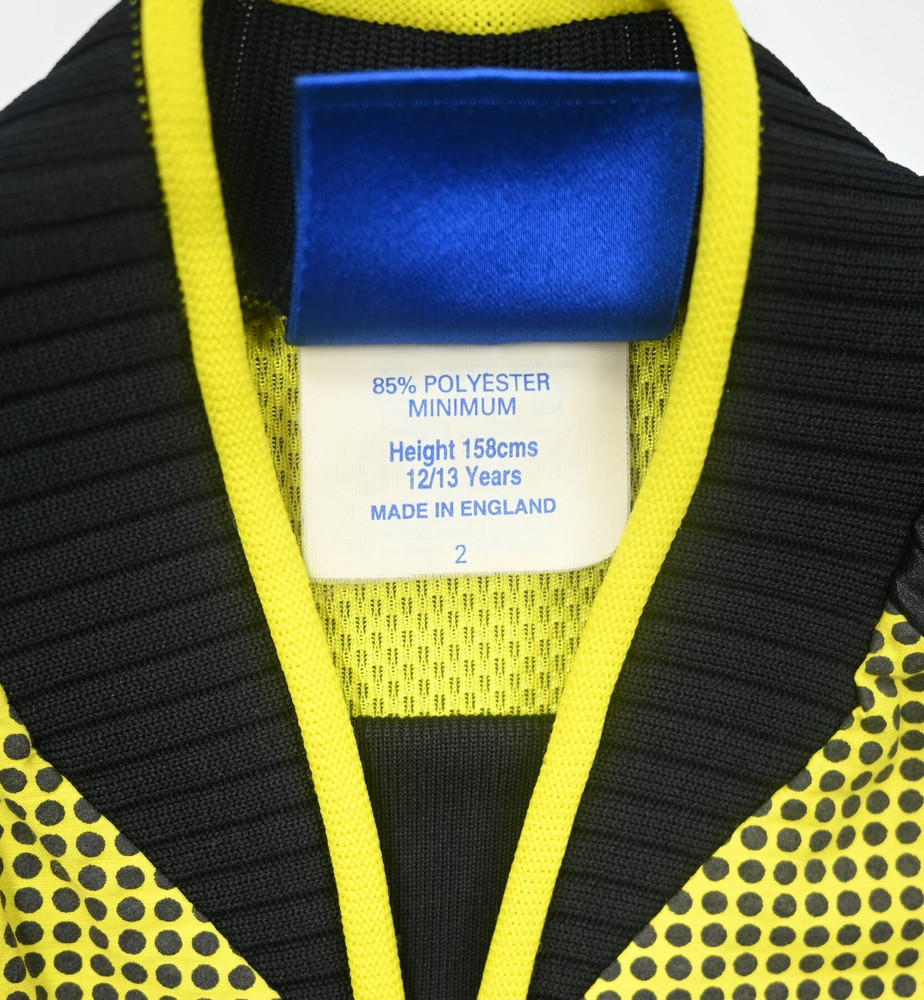 85% POLYESTER
MINIMUM
Height 158cms
12/13 Years
MADE IN ENGLAND
2